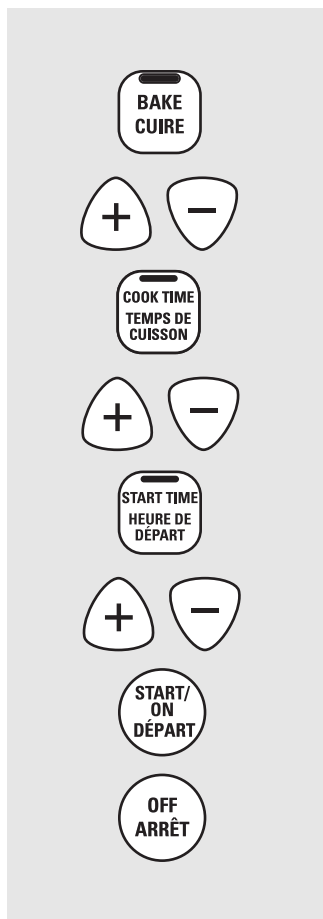 BAKE
CUIRE
+ −
COOK TIME
TEMPS DE
CUISSON
+ −
START TIME
HEURE DE
DÉPART
+ −
START/
ON
DÉPART
OFF
ARRÊT